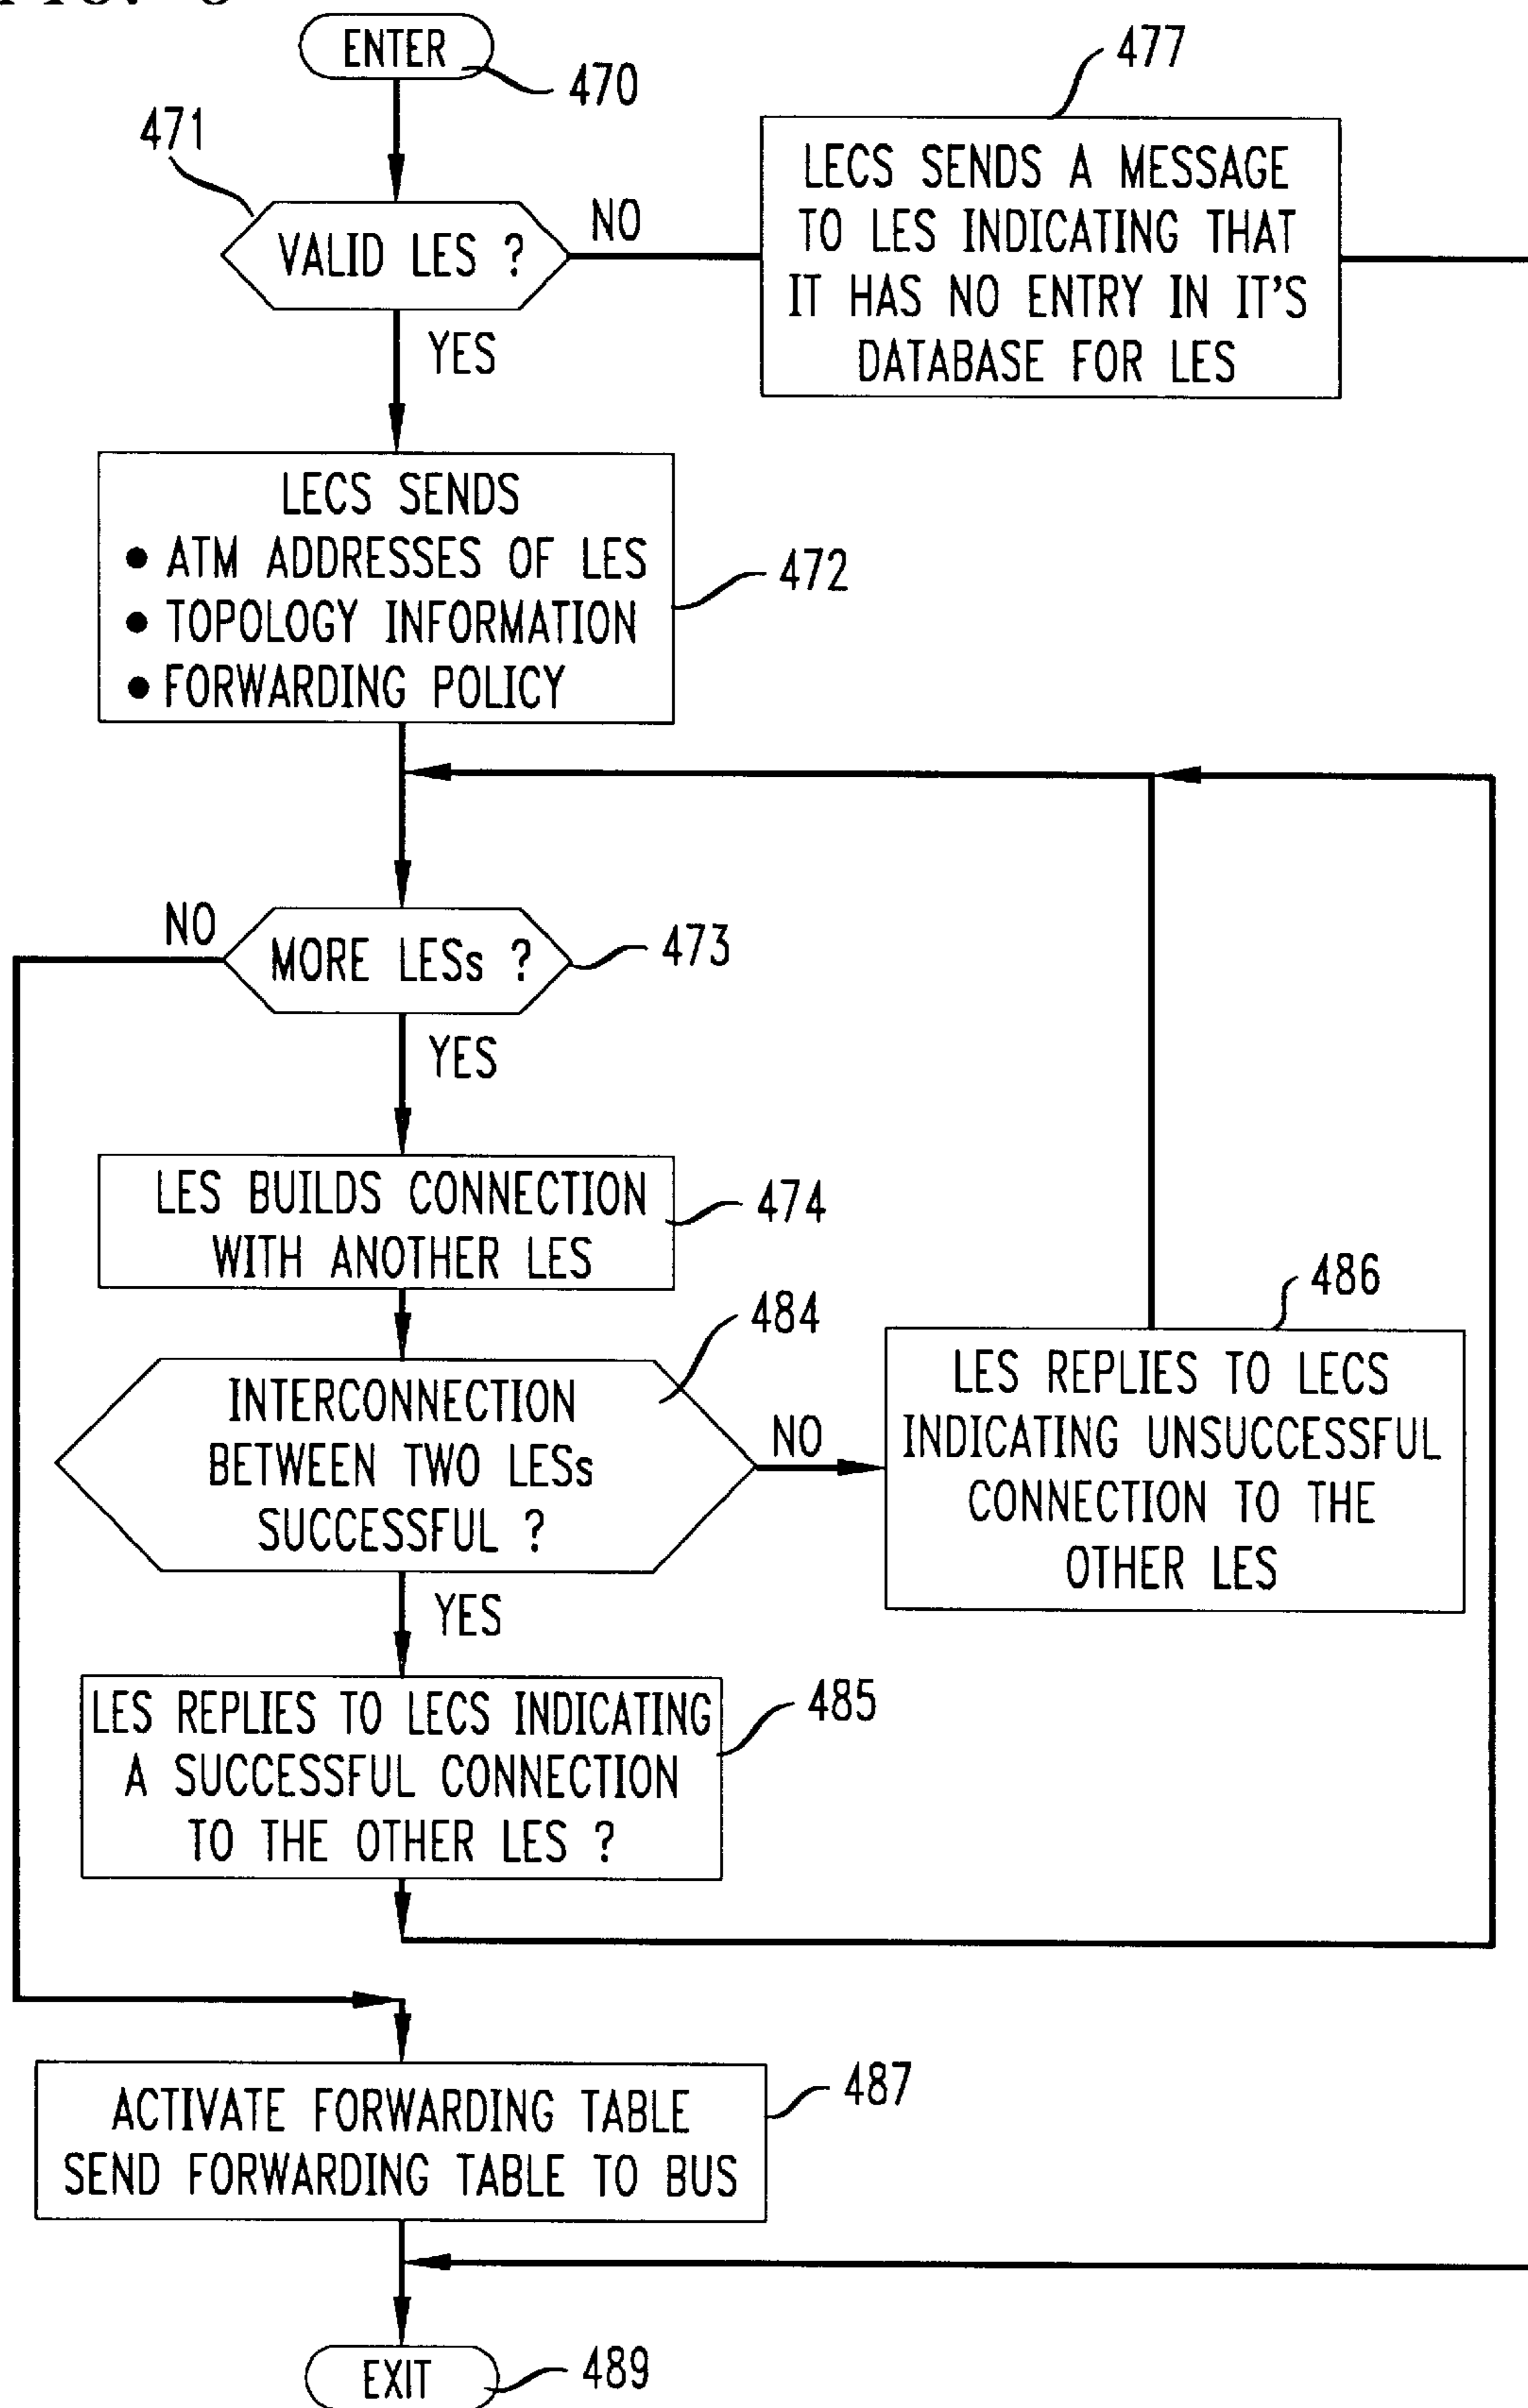 ENTER
470
477
471
LECS SENDS A MESSAGE
TO LES INDICATING THAT
IT HAS NO ENTRY IN IT'S
DATABASE FOR LES
VALID LES ?
NO
YES
LECS SENDS
• ATM ADDRESSES OF LES
• TOPOLOGY INFORMATION
• FORWARDING POLICY
472
NO
MORE LESs ?
473
YES
LES BUILDS CONNECTION
WITH ANOTHER LES
474
484
INTERCONNECTION
BETWEEN TWO LESs
SUCCESSFUL ?
NO
486
LES REPLIES TO LECS
INDICATING UNSUCCESSFUL
CONNECTION TO THE
OTHER LES
YES
LES REPLIES TO LECS INDICATING
A SUCCESSFUL CONNECTION
TO THE OTHER LES ?
485
ACTIVATE FORWARDING TABLE
SEND FORWARDING TABLE TO BUS
487
EXIT
489